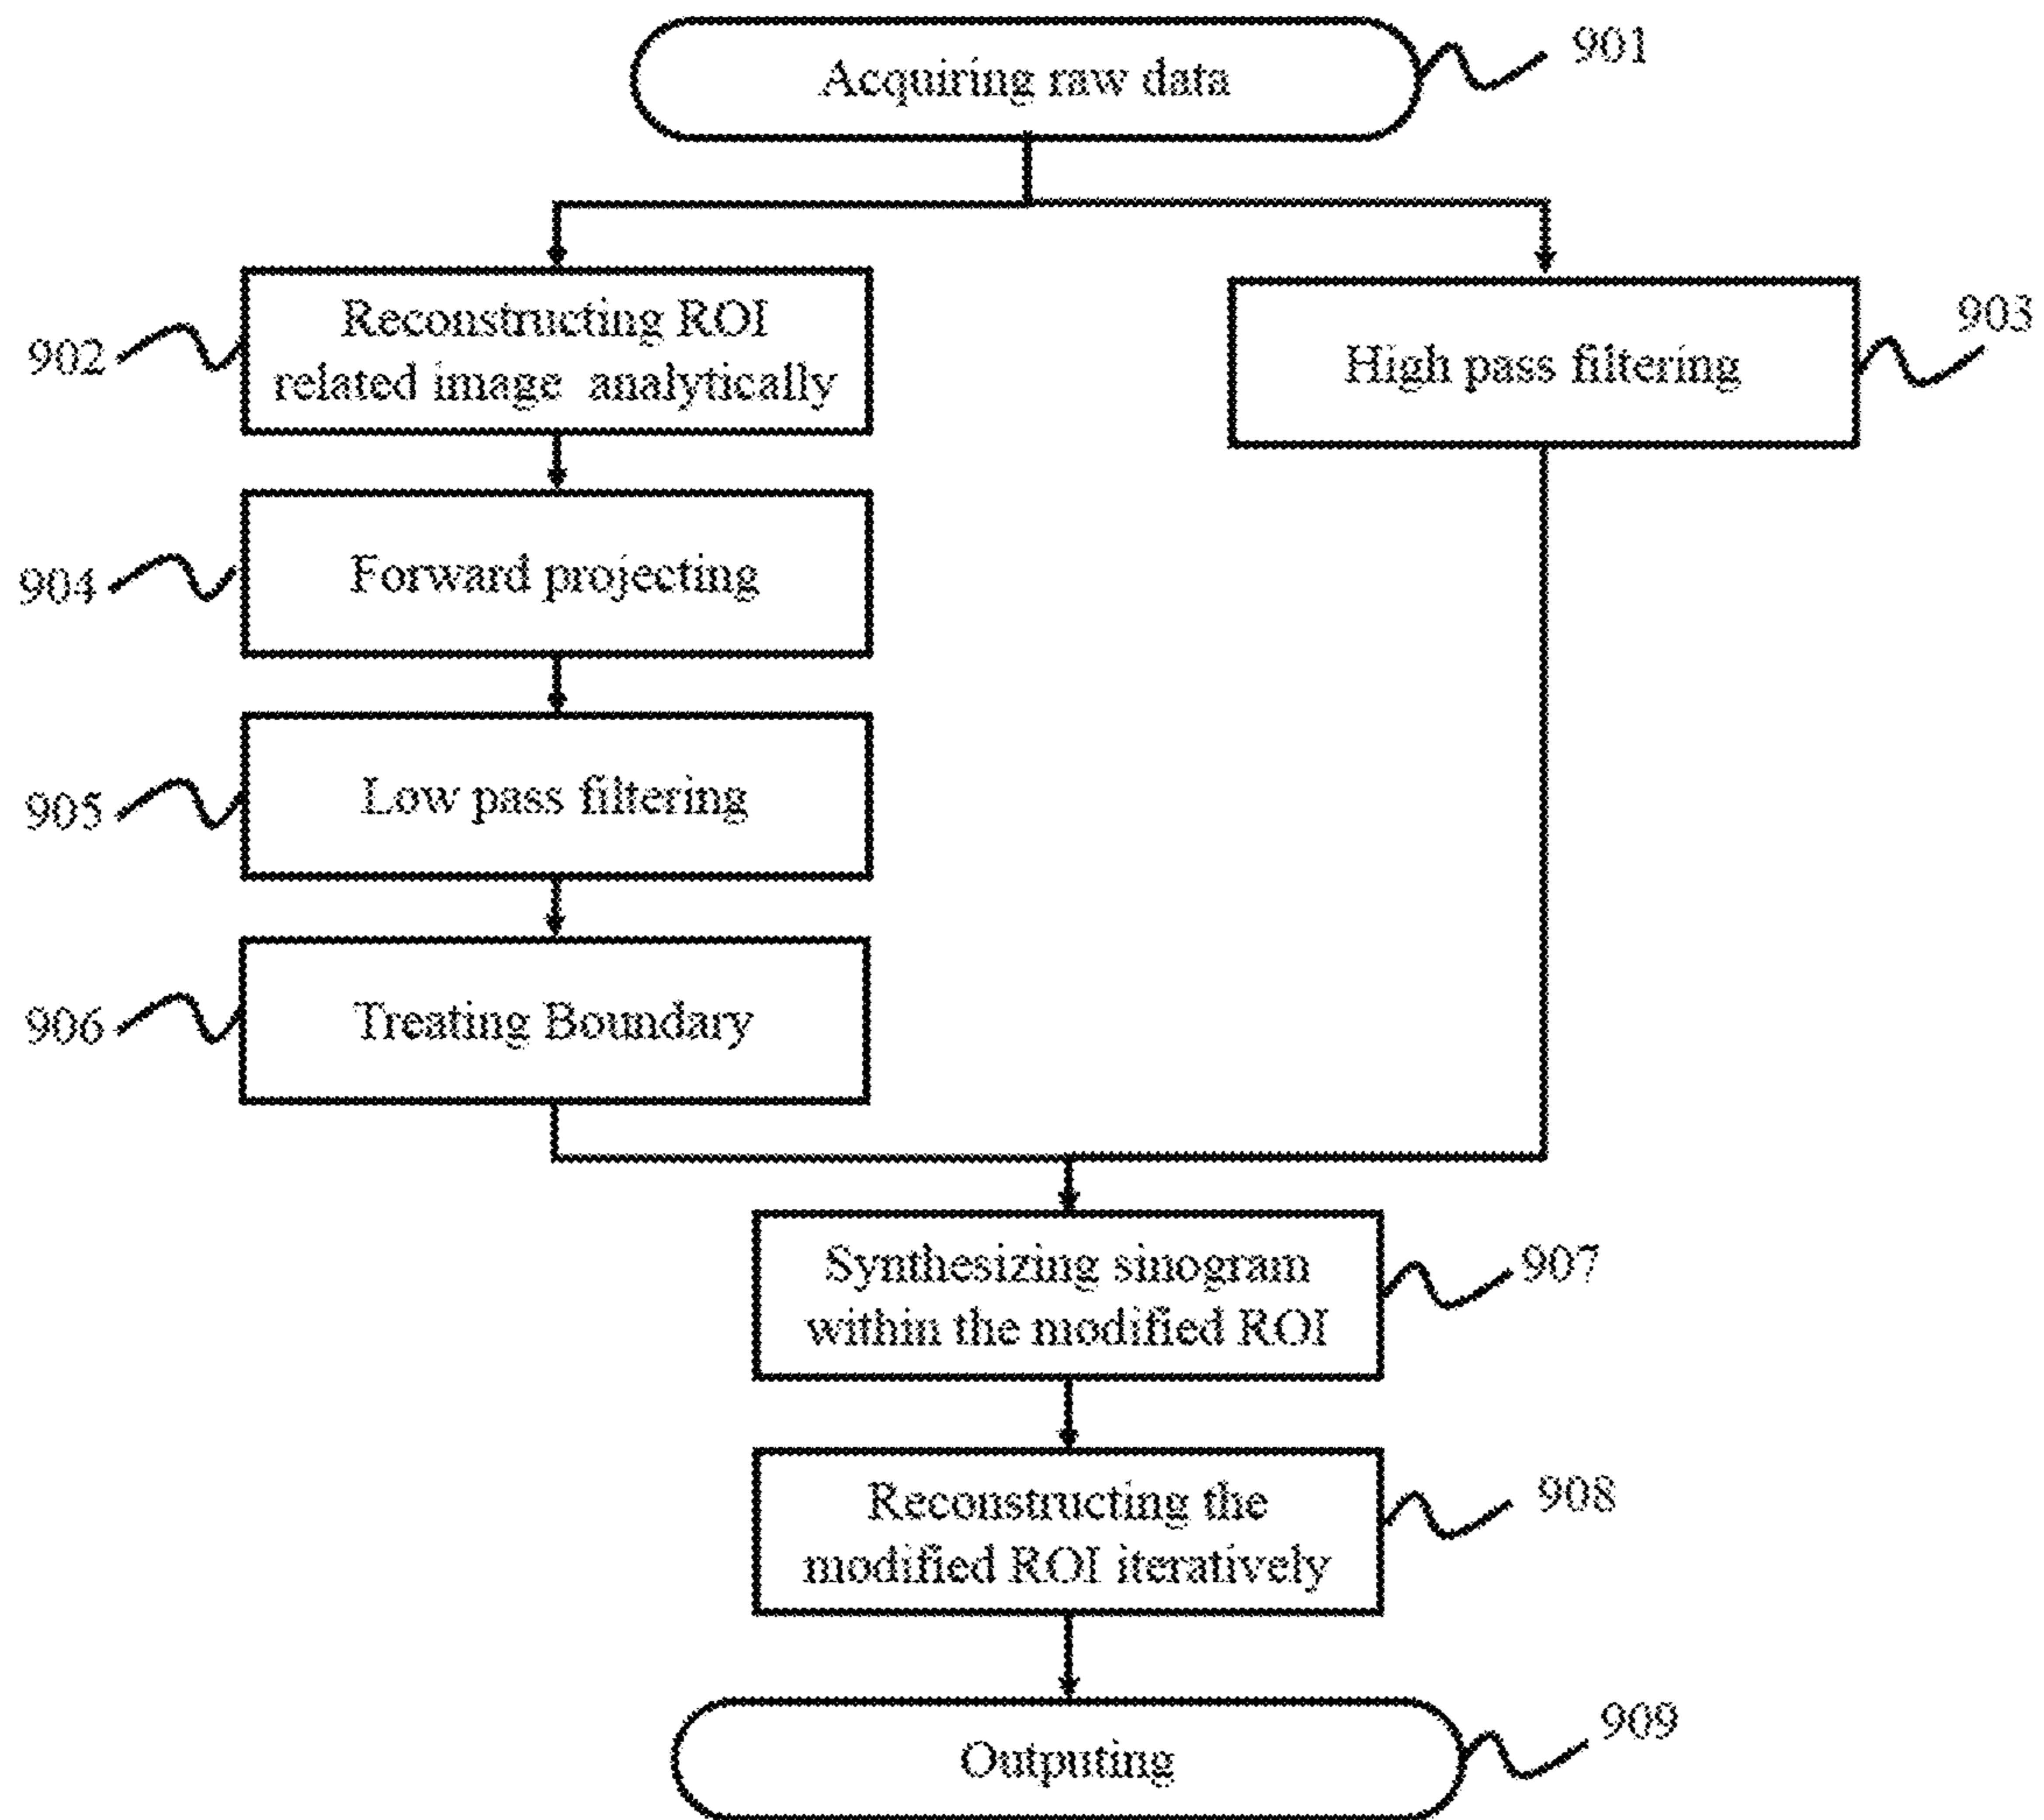 Acquiring raw data
901
Reconstructing ROI
related image analytically
902
High pass filtering
903
Forward projecting
904
Low pass filtering
905
Treating Boundary
906
Synthesizing sinogram
within the modified ROI
907
Reconstructing the
modified ROI iteratively
908
Outputing
909